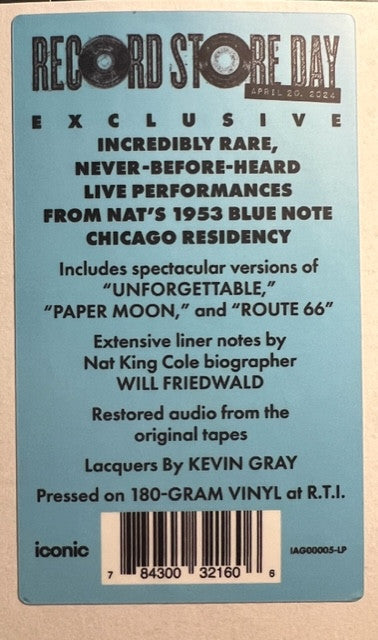 RECORD STORE DAY
APRIL 20, 2024
EXCLUSIVE
INCREDIBLY RARE,
NEVER-BEFORE-HEARD
LIVE PERFORMANCES
FROM NAT'S 1953 BLUE NOTE
CHICAGO RESIDENCY
Includes spectacular versions of
"UNFORGETTABLE,"
"PAPER MOON," and "ROUTE 66"
Extensive liner notes by
Nat King Cole biographer
WILL FRIEDWALD
Restored audio from the
original tapes
Lacquers By KEVIN GRAY
Pressed on 180-GRAM VINYL at R.T.I.
iconic
IAG00005-LP
7 84300 32160 6